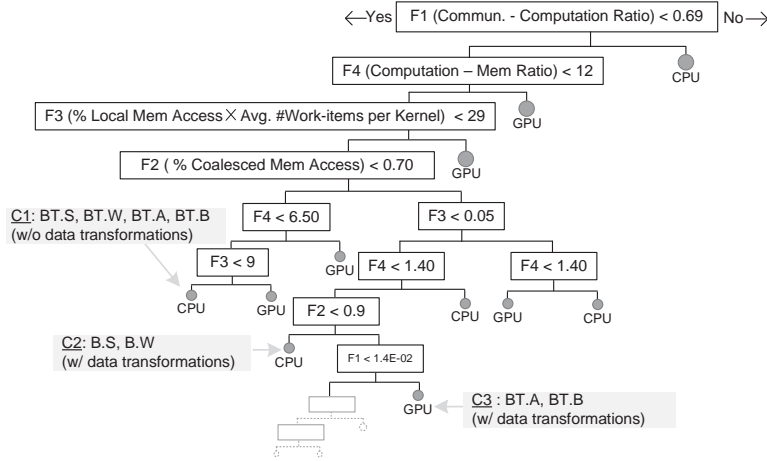 Yes F1 (Commun. - Computation Ratio) < 0.69 No
F4 (Computation – Mem Ratio) < 12
CPU
F3 (% Local Mem Access X Avg. #Work-items per Kernel) < 29
GPU
F2 ( % Coalesced Mem Access) < 0.70
GPU
C1: BT.S, BT.W, BT.A, BT.B
(w/o data transformations)
F4 < 6.50
F3 < 0.05
F3 < 9
GPU
F4 < 1.40
F4 < 1.40
CPU
GPU
F2 < 0.9
CPU
GPU
CPU
C2: B.S, B.W
(w/ data transformations)
CPU
F1 < 1.4E-02
GPU
C3 : BT.A, BT.B
(w/ data transformations)